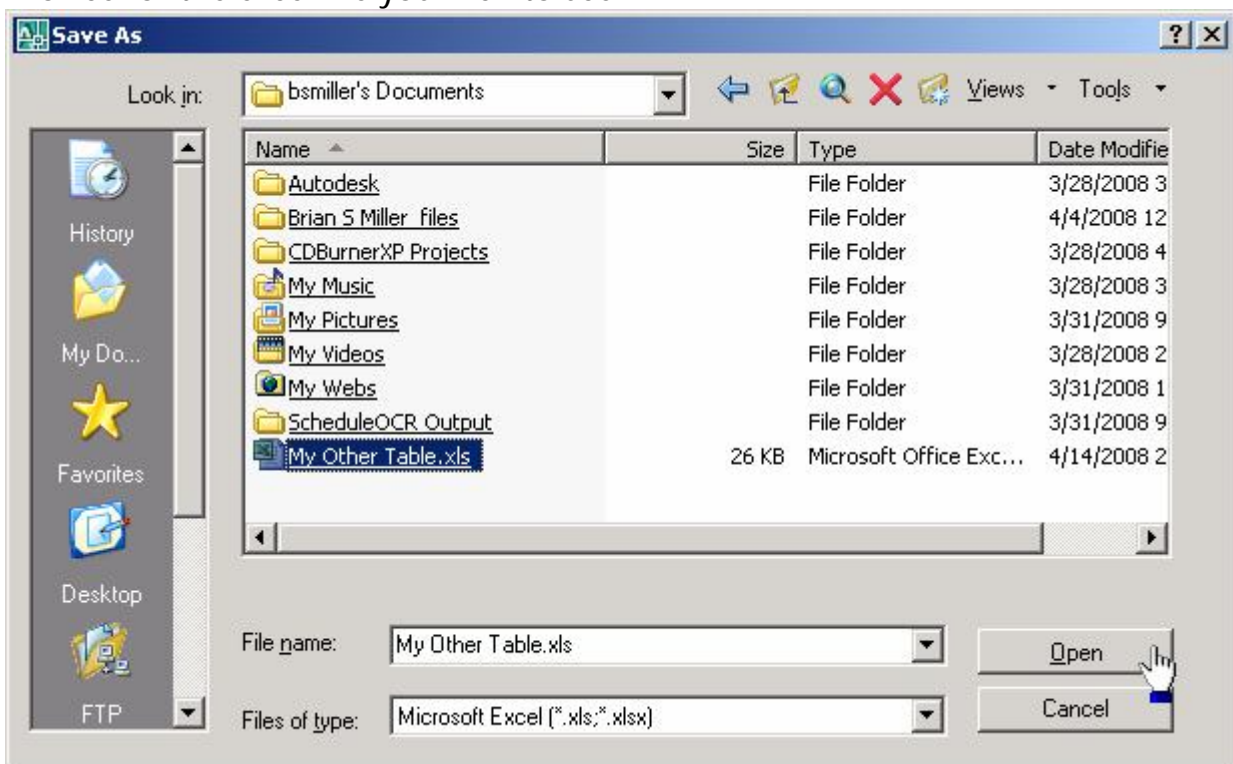 Save As
Look in:
bsmiller's Documents
Views
Tools
Name
Size
Type
Date Modifie
Autodesk
File Folder
3/28/2008 3
Brian S Miller_files
File Folder
4/4/2008 12
CDBurnerXP Projects
File Folder
3/28/2008 4
My Music
File Folder
3/28/2008 3
My Pictures
File Folder
3/31/2008 9
My Videos
File Folder
3/28/2008 2
My Webs
File Folder
3/31/2008 1
ScheduleOCR Output
File Folder
3/31/2008 9
My Other Table.xls
26 KB
Microsoft Office Exc...
4/14/2008 2
History
My Do...
Favorites
Desktop
FTP
File name:
My Other Table.xls
Open
Files of type:
Microsoft Excel (*.xls;*.xlsx)
Cancel